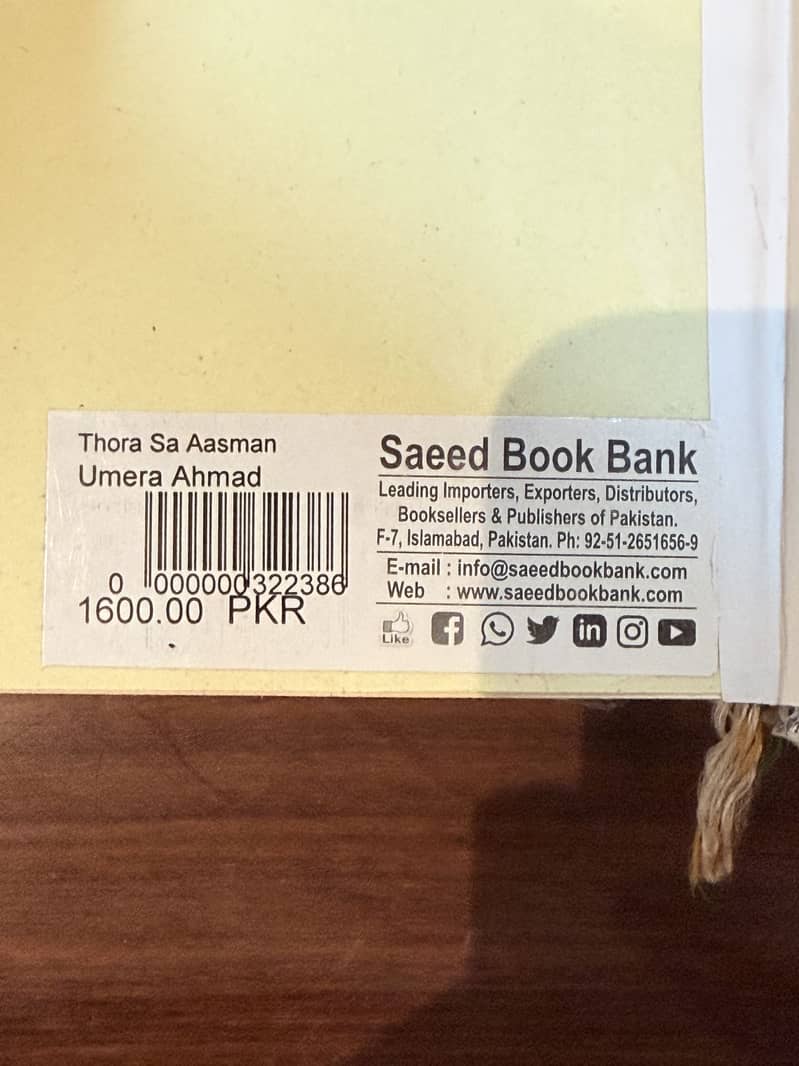 Thora Sa Aasman
Umera Ahmad
0 000000322386
1600.00 PKR
Saeed Book Bank
Leading Importers, Exporters, Distributors,
Booksellers & Publishers of Pakistan.
F-7, Islamabad, Pakistan. Ph: 92-51-2651656-9
E-mail : info@saeedbookbank.com
Web : www.saeedbookbank.com
Like